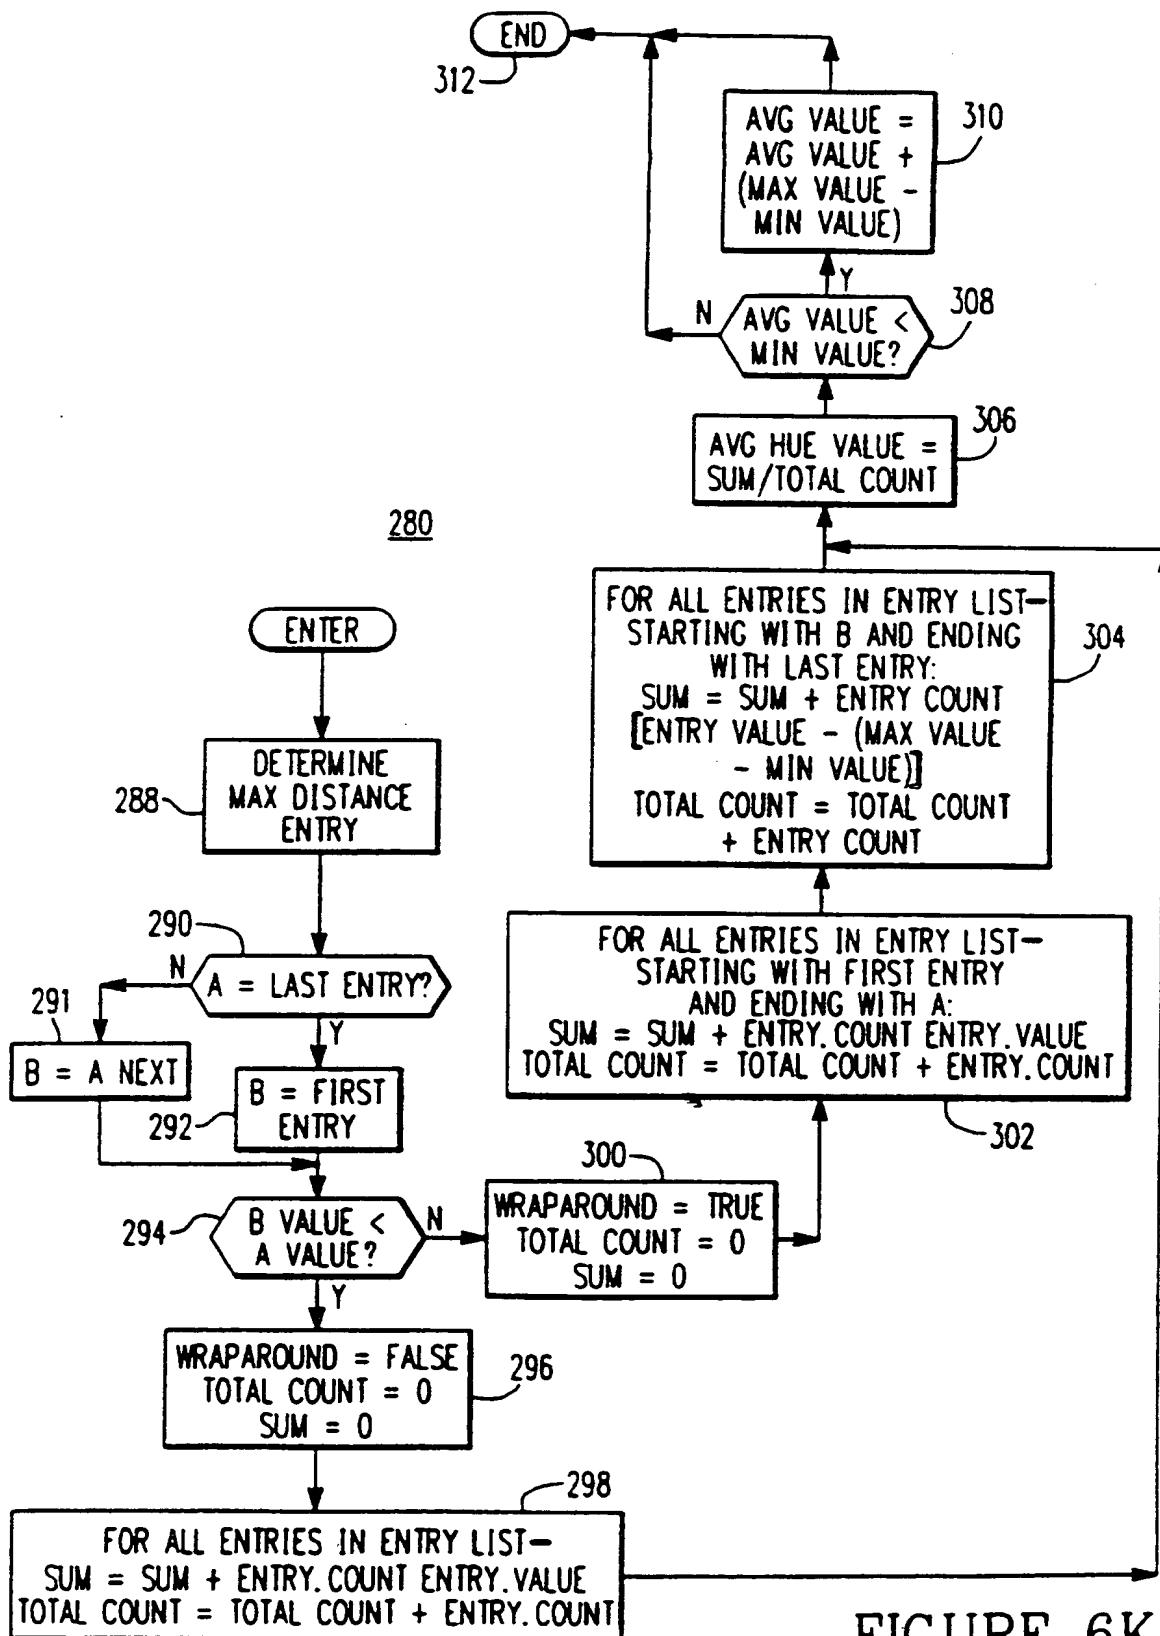 END
312
AVG VALUE =
AVG VALUE +
(MAX VALUE -
MIN VALUE)
310
Y
N
AVG VALUE <
MIN VALUE?
308
AVG HUE VALUE =
SUM/TOTAL COUNT
306
280
ENTER
FOR ALL ENTRIES IN ENTRY LIST-
STARTING WITH B AND ENDING
WITH LAST ENTRY:
SUM = SUM + ENTRY COUNT
[ENTRY VALUE - (MAX VALUE
- MIN VALUE)]
TOTAL COUNT = TOTAL COUNT
+ ENTRY COUNT
304
DETERMINE
MAX DISTANCE
ENTRY
288
290
N
A = LAST ENTRY?
Y
291
B = A NEXT
B = FIRST
ENTRY
292
FOR ALL ENTRIES IN ENTRY LIST-
STARTING WITH FIRST ENTRY
AND ENDING WITH A:
SUM = SUM + ENTRY.COUNT ENTRY.VALUE
TOTAL COUNT = TOTAL COUNT + ENTRY.COUNT
302
294
B VALUE <
A VALUE?
N
Y
300
WRAPAROUND = TRUE
TOTAL COUNT = 0
SUM = 0
WRAPAROUND = FALSE
TOTAL COUNT = 0
SUM = 0
296
298
FOR ALL ENTRIES IN ENTRY LIST-
SUM = SUM + ENTRY.COUNT ENTRY.VALUE
TOTAL COUNT = TOTAL COUNT + ENTRY.COUNT
FIGURE 6K